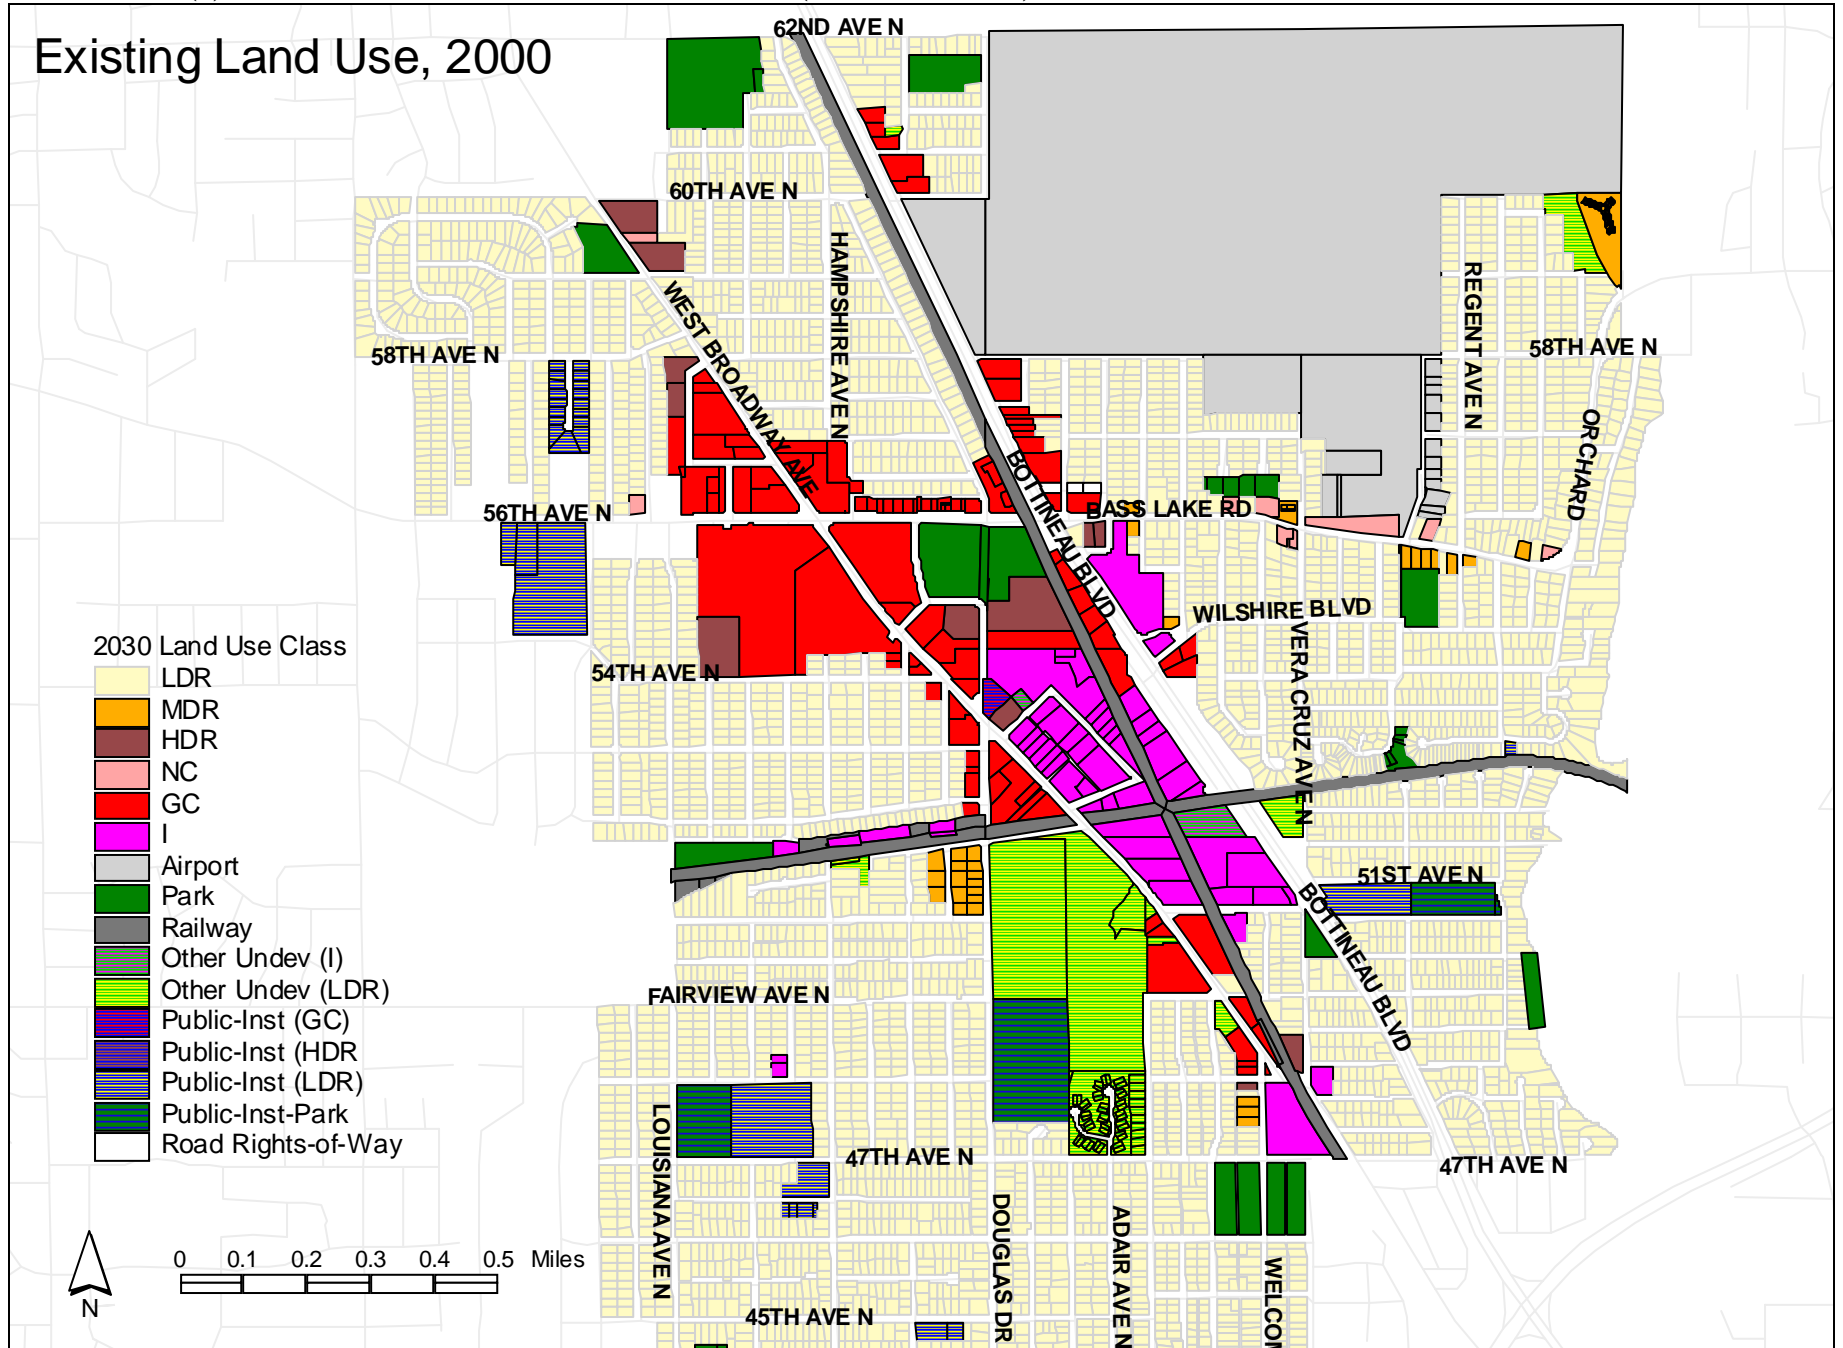 Existing Land Use, 2000
62ND AVE N
60TH AVE N
HAMPSHIRE AVE N
WEST BROADWAY AVE
REGENT AVE N
58TH AVE N
58TH AVE N
ORCHARD
BOTTINEAU BLVD
56TH AVE N
BASS LAKE RD
WILSHIRE BLVD
VERA CRUZ AVE N
54TH AVE N
51ST AVE N
BOTTINEAU BLVD
FAIRVIEW AVE N
LOUISIANA AVE N
47TH AVE N
47TH AVE N
DOUGLAS DR
ADAIR AVE N
WELCOM
45TH AVE N
2030 Land Use Class
LDR
MDR
HDR
NC
GC
I
Airport
Park
Railway
Other Undev (I)
Other Undev (LDR)
Public-Inst (GC)
Public-Inst (HDR
Public-Inst (LDR)
Public-Inst-Park
Road Rights-of-Way
N
0 0.1 0.2 0.3 0.4 0.5 Miles